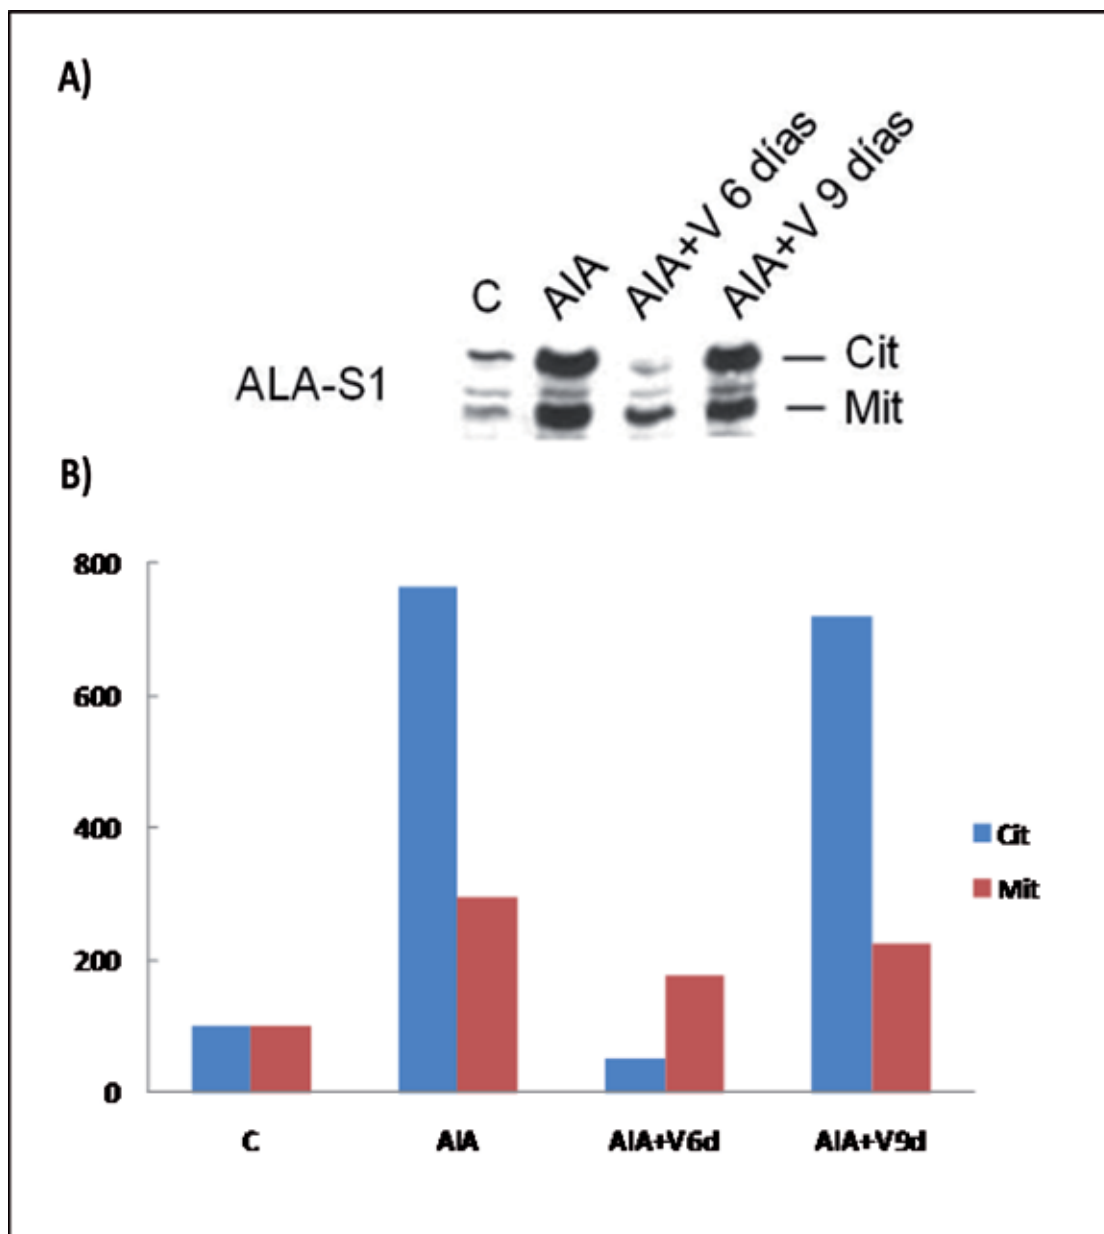 A)
C
AIA
AIA+V 6 días
AIA+V 9 días
ALA-S1
Cit
Mit
B)
800
600
400
200
0
C
AIA
AIA+V6d
AIA+V9d
Cit
Mit